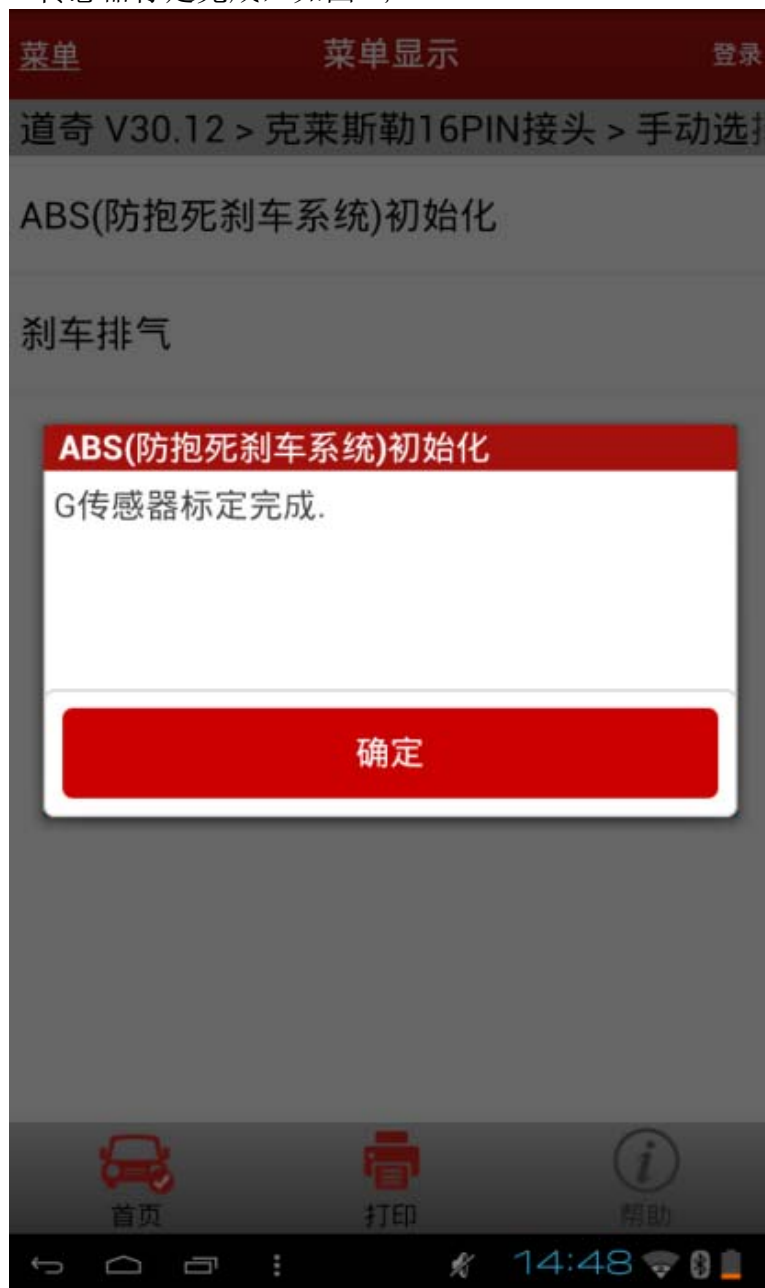 菜单
菜单显示
登录
道奇 V30.12 > 克莱斯勒16PIN接头 > 手动选
ABS(防抱死刹车系统)初始化
刹车排气
ABS(防抱死刹车系统)初始化
G传感器标定完成.
确定
首页
打印
帮助
14:48